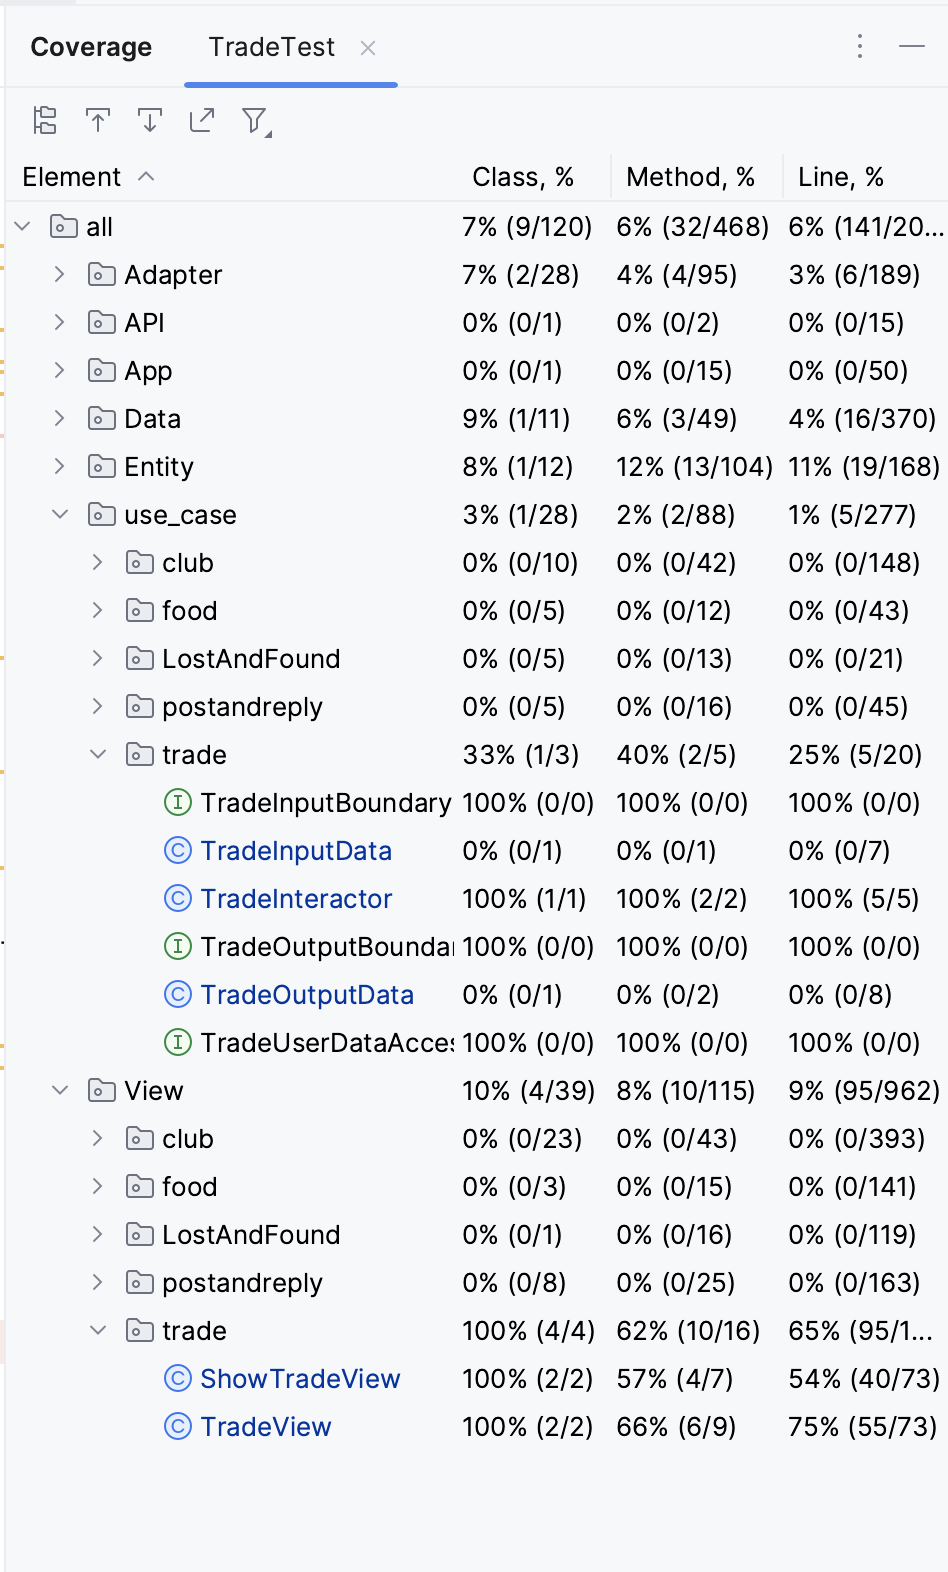 Coverage TradeTest
Element Class, % Method, % Line, %
all 7% (9/120) 6% (32/468) 6% (141/20...
Adapter 7% (2/28) 4% (4/95) 3% (6/189)
API 0% (0/1) 0% (0/2) 0% (0/15)
App 0% (0/1) 0% (0/15) 0% (0/50)
Data 9% (1/11) 6% (3/49) 4% (16/370)
Entity 8% (1/12) 12% (13/104) 11% (19/168)
use_case 3% (1/28) 2% (2/88) 1% (5/277)
club 0% (0/10) 0% (0/42) 0% (0/148)
food 0% (0/5) 0% (0/12) 0% (0/43)
LostAndFound 0% (0/5) 0% (0/13) 0% (0/21)
postandreply 0% (0/5) 0% (0/16) 0% (0/45)
trade 33% (1/3) 40% (2/5) 25% (5/20)
I TradeInputBoundary 100% (0/0) 100% (0/0) 100% (0/0)
C TradeInputData 0% (0/1) 0% (0/1) 0% (0/7)
C TradeInteractor 100% (1/1) 100% (2/2) 100% (5/5)
I TradeOutputBoundar 100% (0/0) 100% (0/0) 100% (0/0)
C TradeOutputData 0% (0/1) 0% (0/2) 0% (0/8)
I TradeUserDataAcces 100% (0/0) 100% (0/0) 100% (0/0)
View 10% (4/39) 8% (10/115) 9% (95/962)
club 0% (0/23) 0% (0/43) 0% (0/393)
food 0% (0/3) 0% (0/15) 0% (0/141)
LostAndFound 0% (0/1) 0% (0/16) 0% (0/119)
postandreply 0% (0/8) 0% (0/25) 0% (0/163)
trade 100% (4/4) 62% (10/16) 65% (95/1...
C ShowTradeView 100% (2/2) 57% (4/7) 54% (40/73)
C TradeView 100% (2/2) 66% (6/9) 75% (55/73)